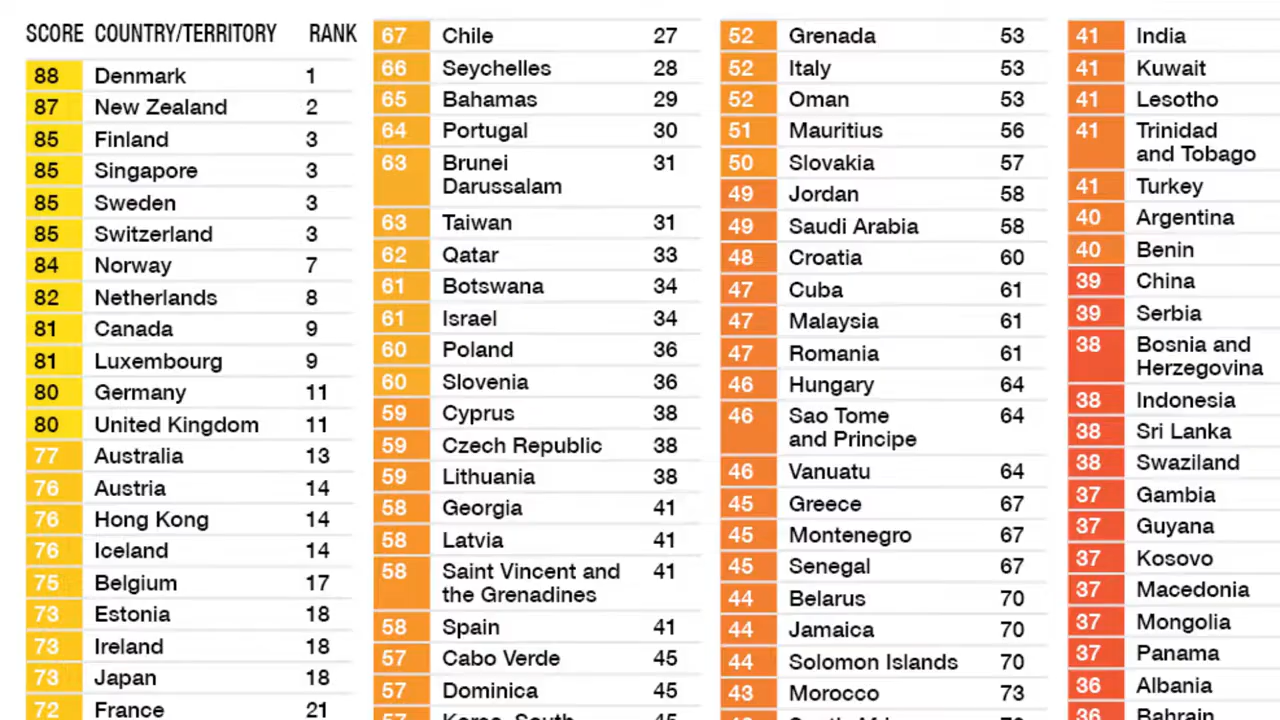 SCORE COUNTRY/TERRITORY RANK
88 Denmark 1
87 New Zealand 2
85 Finland 3
85 Singapore 3
85 Sweden 3
85 Switzerland 3
84 Norway 7
82 Netherlands 8
81 Canada 9
81 Luxembourg 9
80 Germany 11
80 United Kingdom 11
77 Australia 13
76 Austria 14
76 Hong Kong 14
76 Iceland 14
75 Belgium 17
73 Estonia 18
73 Ireland 18
73 Japan 18
72 France 21
67 Chile 27
66 Seychelles 28
65 Bahamas 29
64 Portugal 30
63 Brunei 31
Darussalam
63 Taiwan 31
62 Qatar 33
61 Botswana 34
61 Israel 34
60 Poland 36
60 Slovenia 36
59 Cyprus 38
59 Czech Republic 38
59 Lithuania 38
58 Georgia 41
58 Latvia 41
58 Saint Vincent and 41
the Grenadines
58 Spain 41
57 Cabo Verde 45
57 Dominica 45
57 Korea, South 45
52 Grenada 53
52 Italy 53
52 Oman 53
51 Mauritius 56
50 Slovakia 57
49 Jordan 58
49 Saudi Arabia 58
48 Croatia 60
47 Cuba 61
47 Malaysia 61
47 Romania 61
46 Hungary 64
46 Sao Tome 64
and Principe
46 Vanuatu 64
45 Greece 67
45 Montenegro 67
45 Senegal 67
44 Belarus 70
44 Jamaica 70
44 Solomon Islands 70
43 Morocco 73
41 India
41 Kuwait
41 Lesotho
41 Trinidad
and Tobago
41 Turkey
40 Argentina
40 Benin
39 China
39 Serbia
38 Bosnia and
Herzegovina
38 Indonesia
38 Sri Lanka
38 Swaziland
37 Gambia
37 Guyana
37 Kosovo
37 Macedonia
37 Mongolia
37 Panama
36 Albania
36 Bahrain